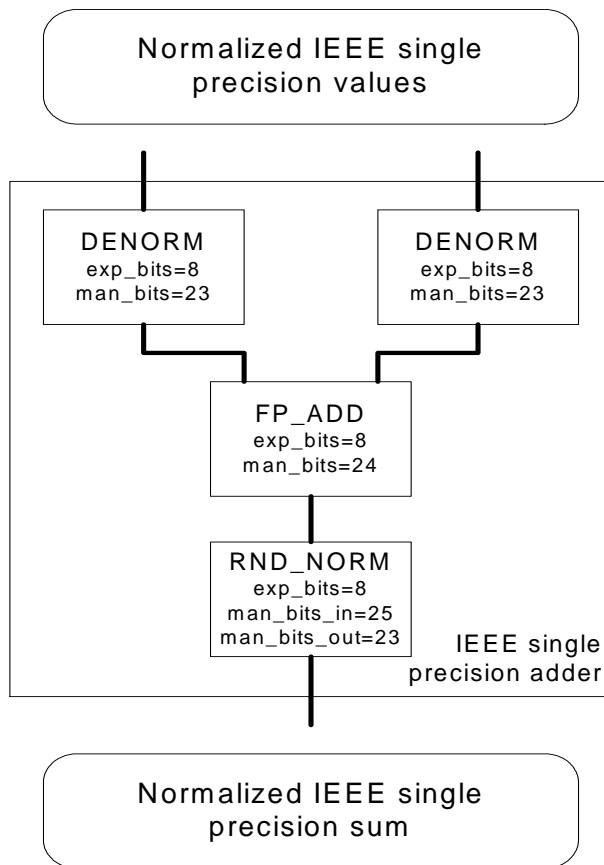 Normalized IEEE single
precision values
DENORM
exp_bits=8
man_bits=23
DENORM
exp_bits=8
man_bits=23
FP_ADD
exp_bits=8
man_bits=24
RND_NORM
exp_bits=8
man_bits_in=25
man_bits_out=23
IEEE single
precision adder
Normalized IEEE single
precision sum